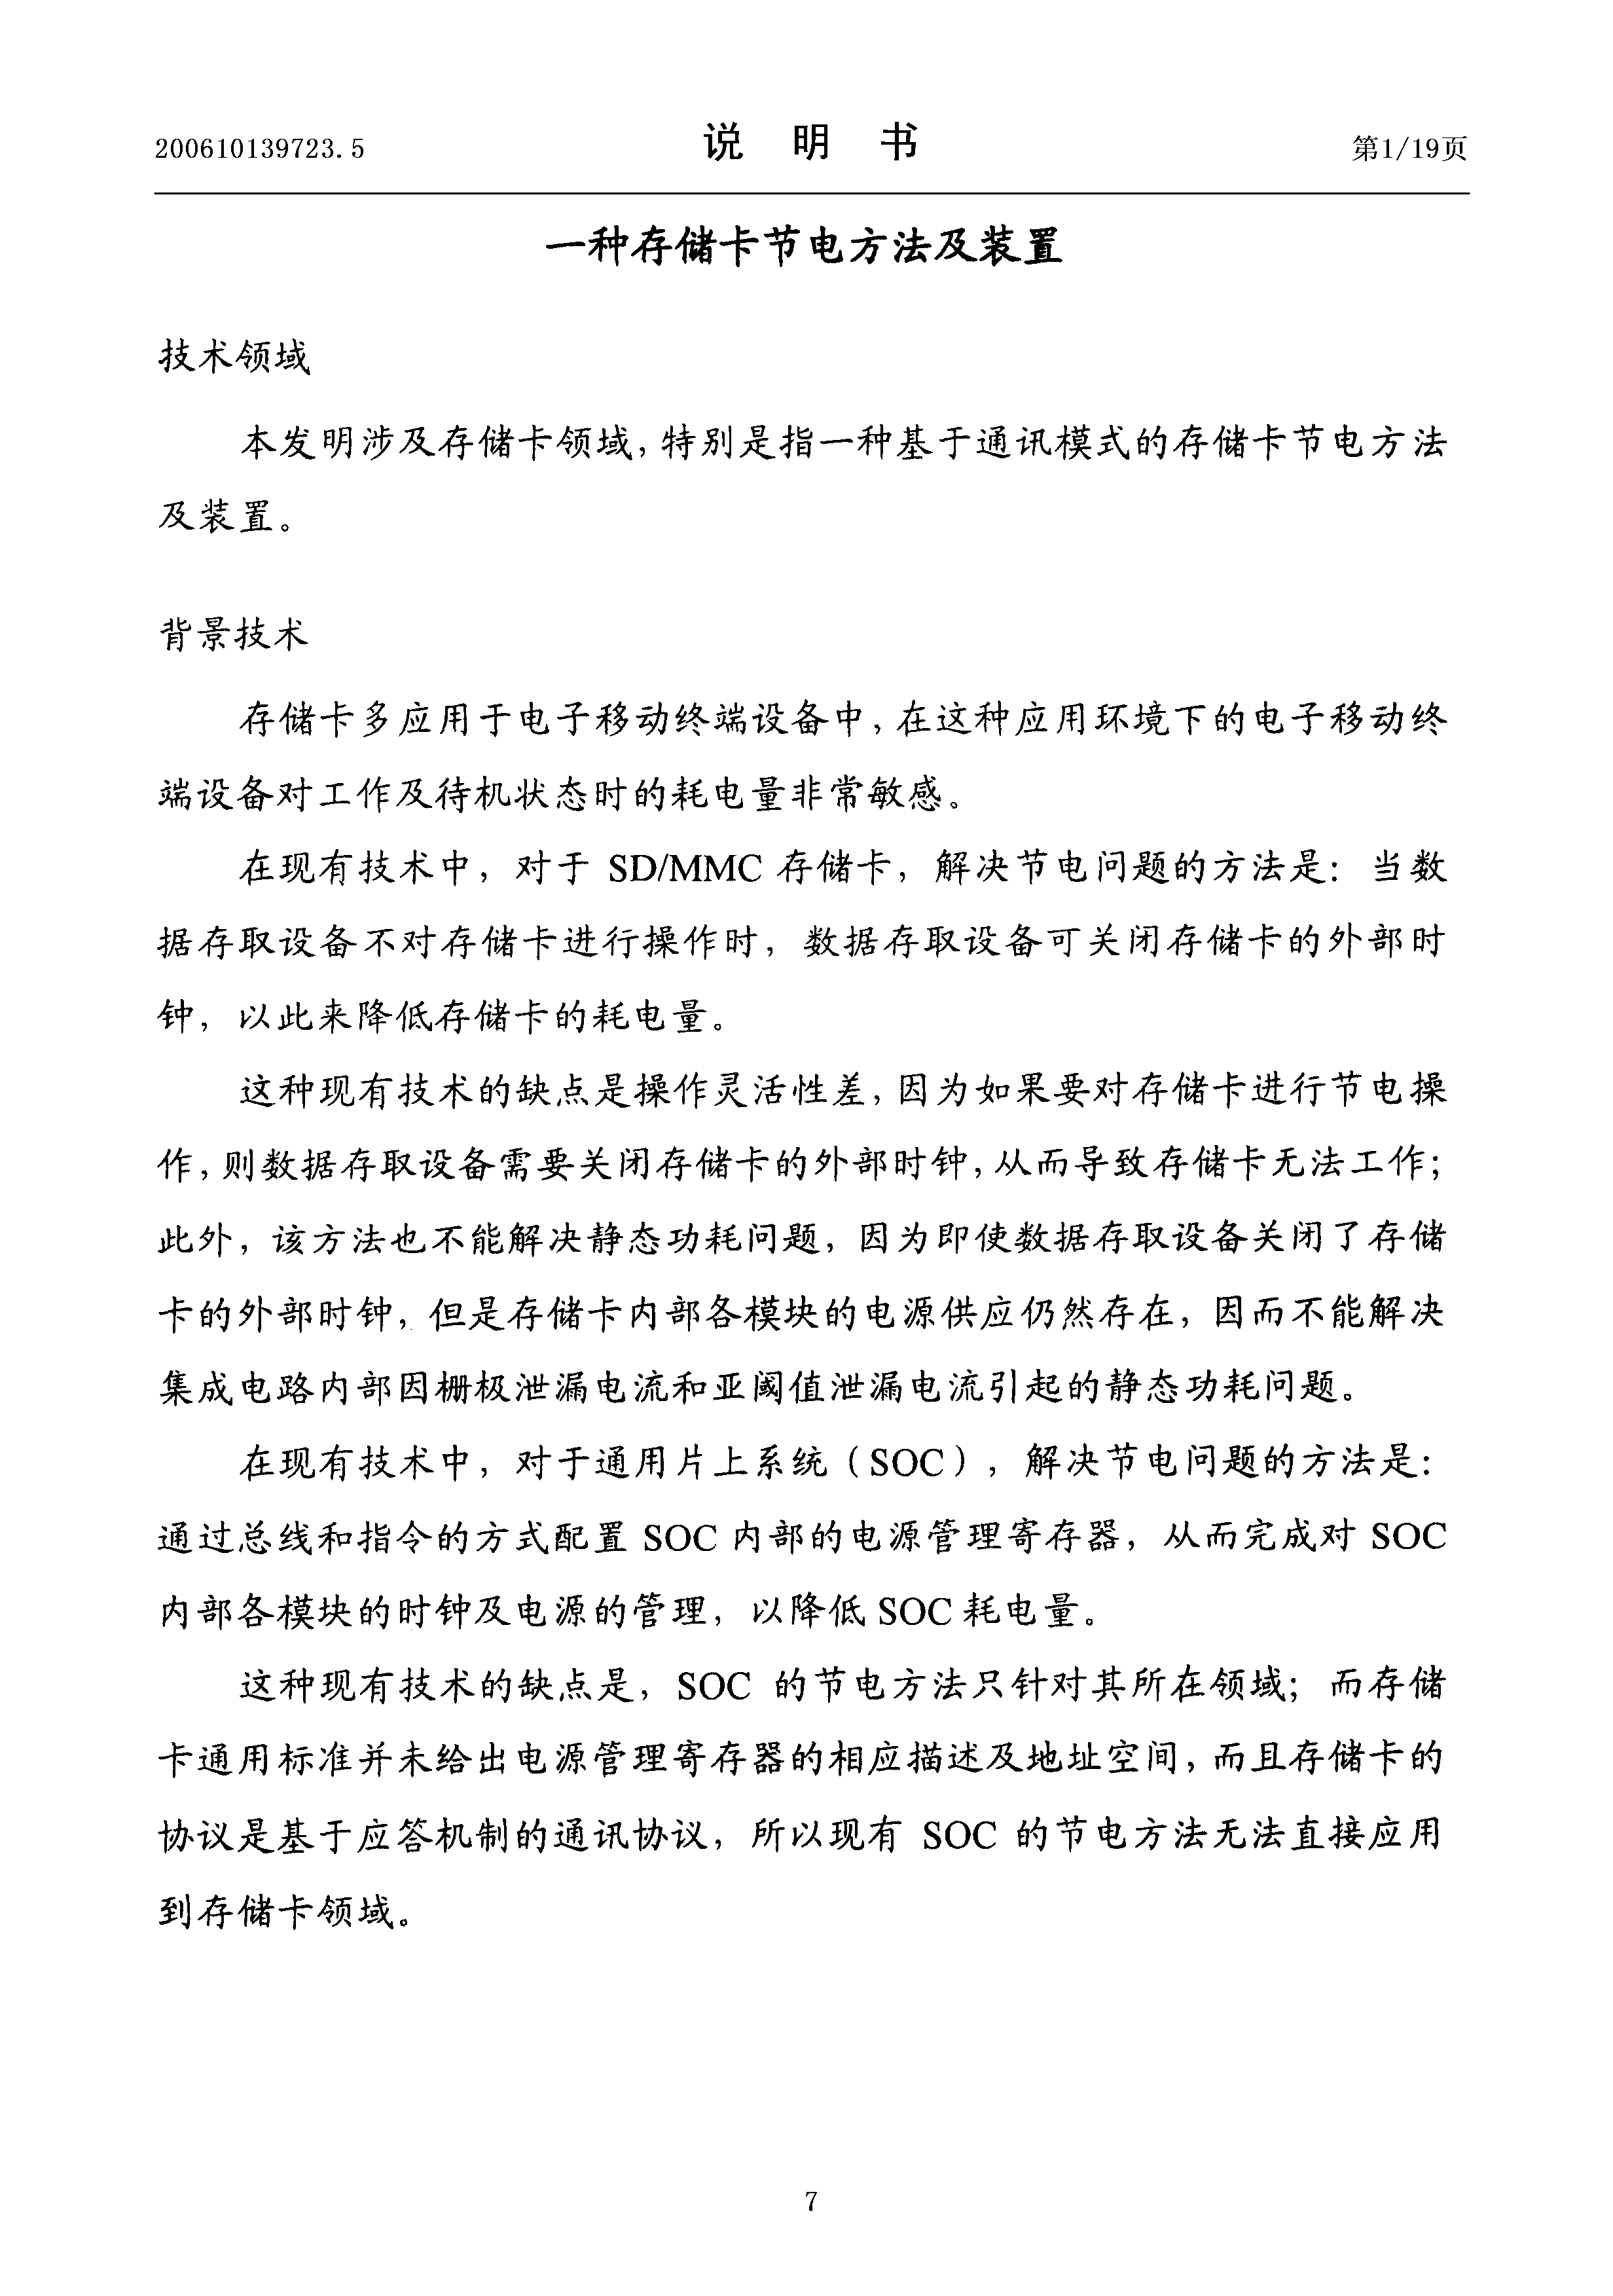 200610139723.5
说 明 书
第1/19页
一种存储卡节电方法及装置
技术领域
本发明涉及存储卡领域,特别是指一种基于通讯模式的存储卡节电方法
及装置。
背景技术
存储卡多应用于电子移动终端设备中,在这种应用环境下的电子移动终
端设备对工作及待机状态时的耗电量非常敏感。
在现有技术中，对于 SD/MMC 存储卡，解决节电问题的方法是：当数
据存取设备不对存储卡进行操作时，数据存取设备可关闭存储卡的外部时
钟，以此来降低存储卡的耗电量。
这种现有技术的缺点是操作灵活性差,因为如果要对存储卡进行节电操
作,则数据存取设备需要关闭存储卡的外部时钟,从而导致存储卡无法工作；
此外，该方法也不能解决静态功耗问题，因为即使数据存取设备关闭了存储
卡的外部时钟，但是存储卡内部各模块的电源供应仍然存在，因而不能解决
集成电路内部因栅极泄漏电流和亚阈值泄漏电流引起的静态功耗问题。
在现有技术中，对于通用片上系统（SOC），解决节电问题的方法是：
通过总线和指令的方式配置 SOC 内部的电源管理寄存器，从而完成对 SOC
内部各模块的时钟及电源的管理，以降低 SOC 耗电量。
这种现有技术的缺点是，SOC 的节电方法只针对其所在领域；而存储
卡通用标准并未给出电源管理寄存器的相应描述及地址空间,而且存储卡的
协议是基于应答机制的通讯协议，所以现有 SOC 的节电方法无法直接应用
到存储卡领域。
7